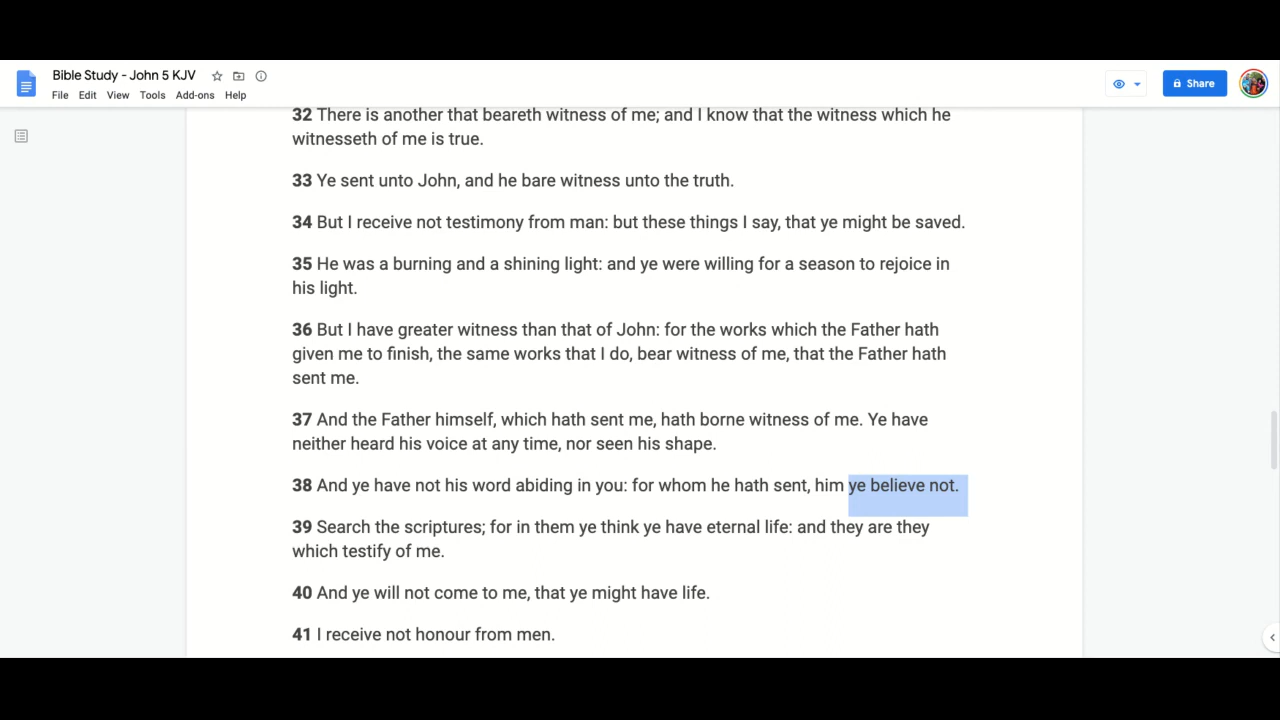 Bible Study - John 5 KJV
File Edit View Tools Add-ons Help
Share
32 There is another that beareth witness of me; and I know that the witness which he
witnesseth of me is true.
33 Ye sent unto John, and he bare witness unto the truth.
34 But I receive not testimony from man: but these things I say, that ye might be saved.
35 He was a burning and a shining light: and ye were willing for a season to rejoice in
his light.
36 But I have greater witness than that of John: for the works which the Father hath
given me to finish, the same works that I do, bear witness of me, that the Father hath
sent me.
37 And the Father himself, which hath sent me, hath borne witness of me. Ye have
neither heard his voice at any time, nor seen his shape.
38 And ye have not his word abiding in you: for whom he hath sent, him ye believe not.
39 Search the scriptures; for in them ye think ye have eternal life: and they are they
which testify of me.
40 And ye will not come to me, that ye might have life.
41 I receive not honour from men.